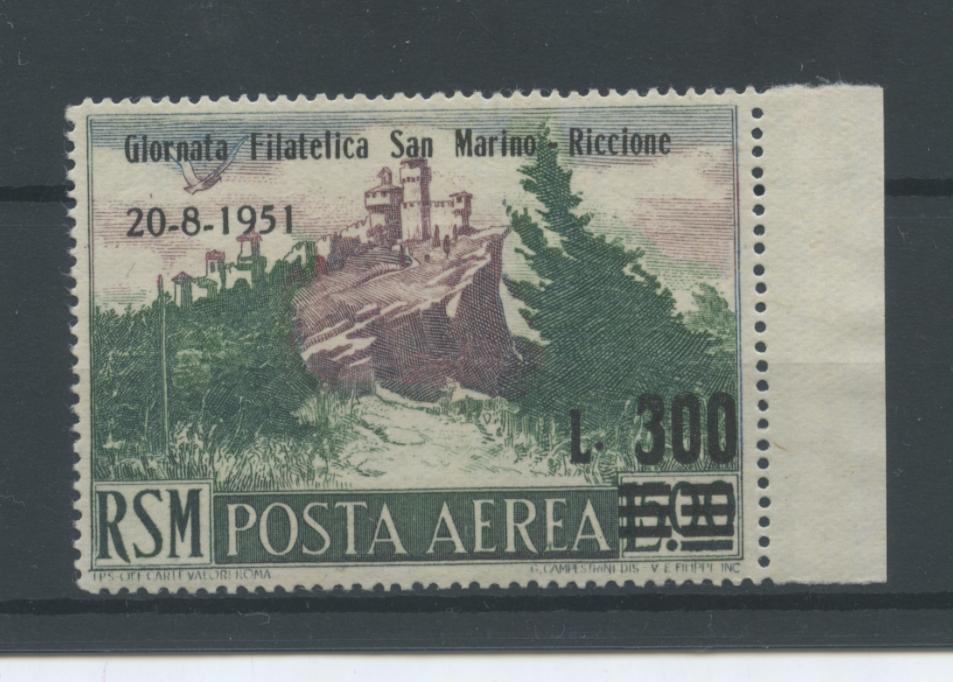 Giornata Filatelica San Marino - Riccione
20-8-1951
L. 300
RSM POSTA AEREA L.500
I.P.S-OFF. CARTE VALORI ROMA G. CAMPESTRINI DIS - V. E. FILIPPI INC